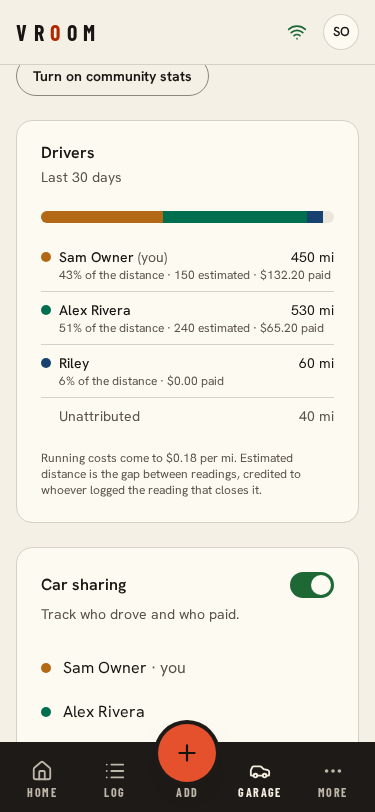 VROOM
SO
Turn on community stats
Drivers
Last 30 days
Sam Owner (you) 450 mi
43% of the distance · 150 estimated · $132.20 paid
Alex Rivera 530 mi
51% of the distance · 240 estimated · $65.20 paid
Riley 60 mi
6% of the distance · $0.00 paid
Unattributed 40 mi
Running costs come to $0.18 per mi. Estimated
distance is the gap between readings, credited to
whoever logged the reading that closes it.
Car sharing
Track who drove and who paid.
Sam Owner · you
Alex Rivera
HOME LOG ADD GARAGE MORE